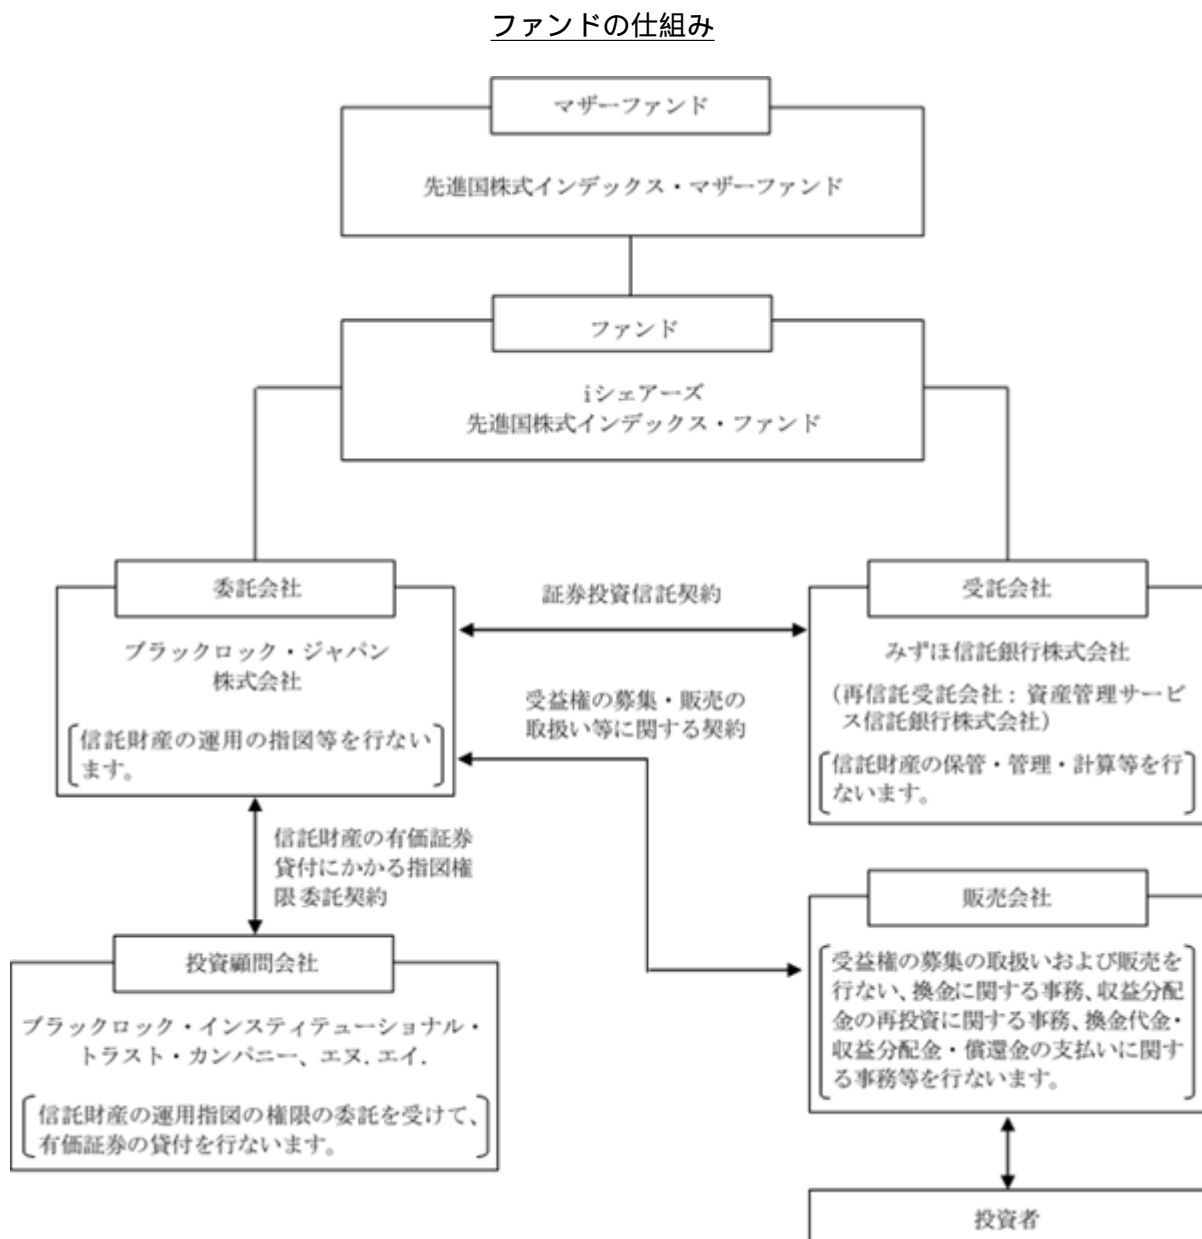 ファンドの仕組み
マザーファンド
先進国株式インデックス・マザーファンド
ファンド
iシェアーズ
先進国株式インデックス・ファンド
委託会社
ブラックロック・ジャパン
株式会社
信託財産の運用の指図等を行ない
ます。
証券投資信託契約
受益権の募集・販売の
取扱い等に関する契約
受託会社
みずほ信託銀行株式会社
(再信託受託会社:資産管理サービ
ス信託銀行株式会社)
信託財産の保管・管理・計算等を行
ないます。
信託財産の有価証券
貸付にかかる指図権
限委託契約
投資顧問会社
ブラックロック・インスティテューショナル・
トラスト・カンパニー、エヌ.エイ.
信託財産の運用指図の権限の委託を受けて、
有価証券の貸付を行ないます。
販売会社
受益権の募集の取扱いおよび販売を
行ない、換金に関する事務、収益分配
金の再投資に関する事務、換金代金・
収益分配金・償還金の支払いに関す
る事務等を行ないます。
投資者